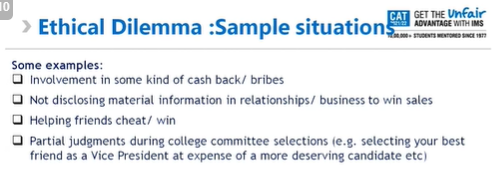 10
Ethical Dilemma :Sample situations
CAT
GET THE Unfair
ADVANTAGE WITH IMS
STUDENTS MENTORED SINCE 1977
Some examples:
Involvement in some kind of cash back/ bribes
Not disclosing material information in relationships/ business to win sales
Helping friends cheat/ win
Partial judgments during college committee selections (e.g. selecting your best
friend as a Vice President at expense of a more deserving candidate etc)